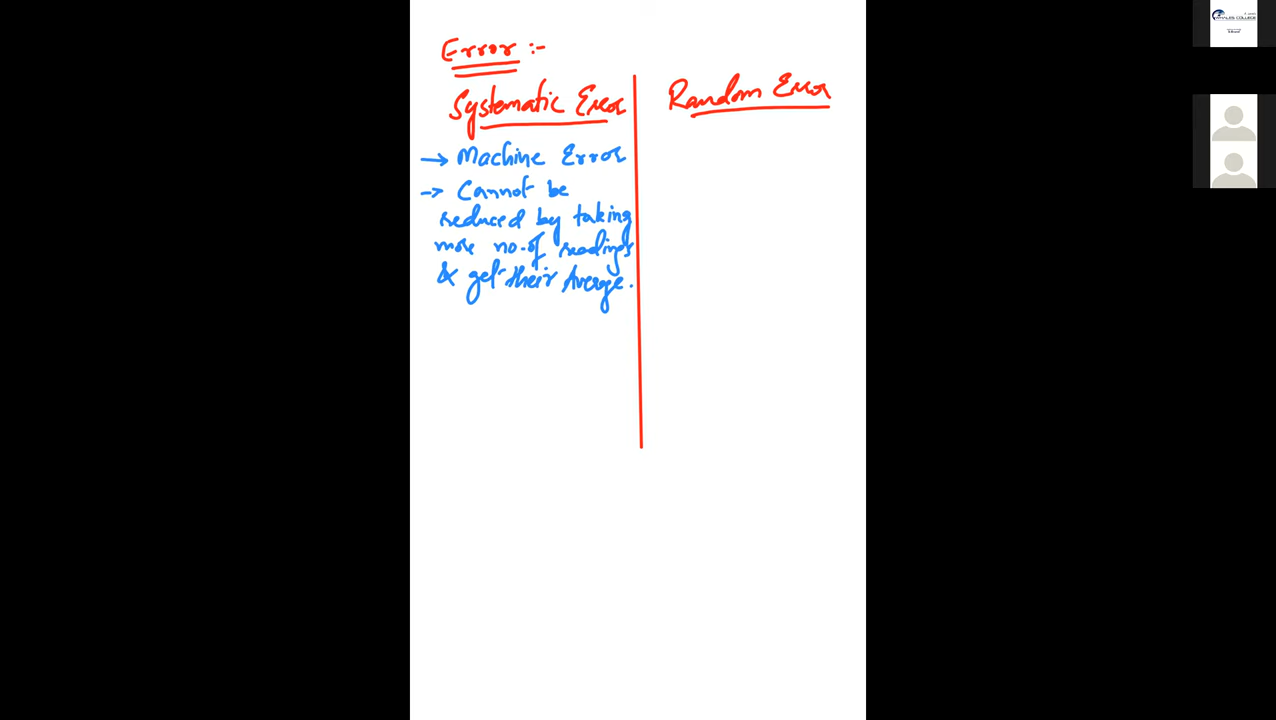 Error :-
Systematic Error
Random Error
→ Machine Error
→ Cannot be
reduced by taking
more no. of readings
& get their Average.